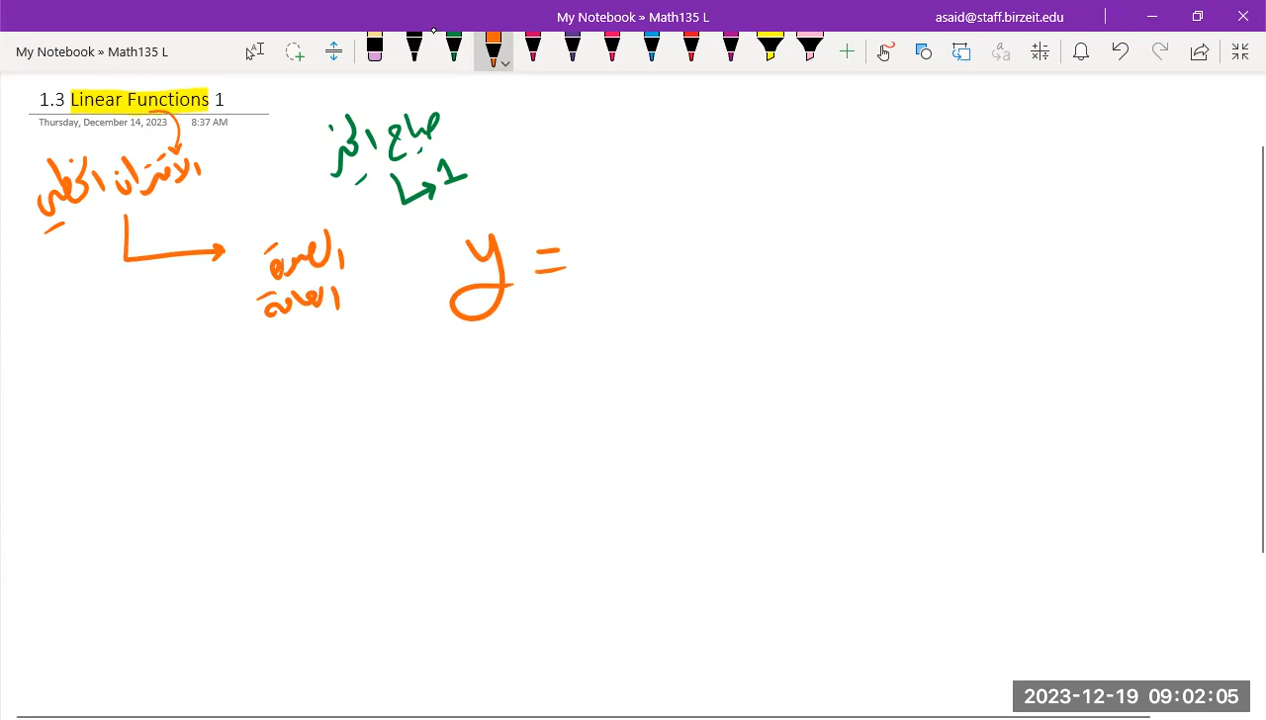 My Notebook » Math135 L
asaid@staff.birzeit.edu
My Notebook » Math135 L
1.3 Linear Functions 1
Thursday, December 14, 2023 8:37 AM
صباح الخير
1
الاقتران الخطي
الصيغة
العامة
y =
2023-12-19 09:02:05